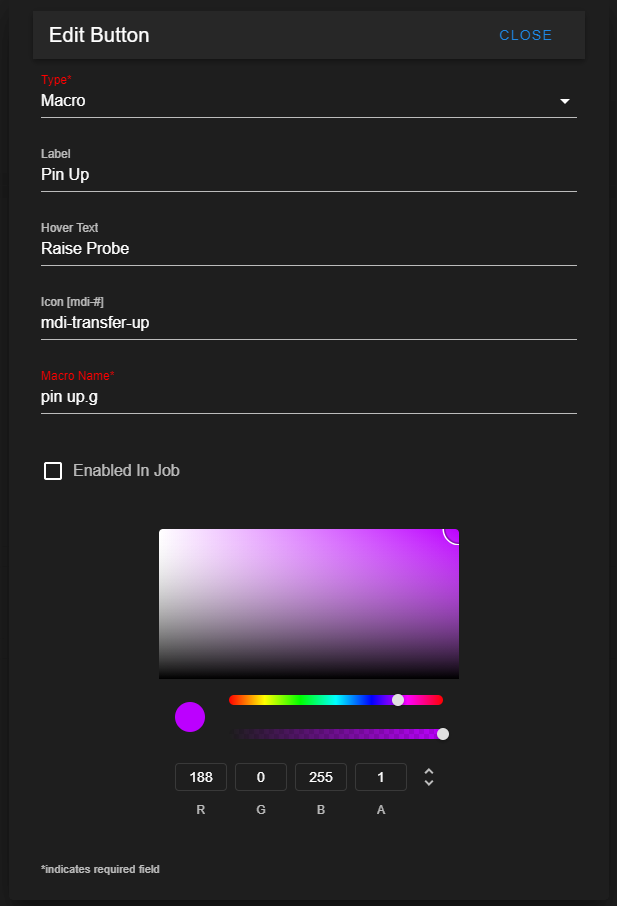 Edit Button CLOSE
Type*
Macro
Label
Pin Up
Hover Text
Raise Probe
Icon [mdi-#]
mdi-transfer-up
Macro Name*
pin up.g
Enabled In Job
188 0 255 1
R G B A
*indicates required field